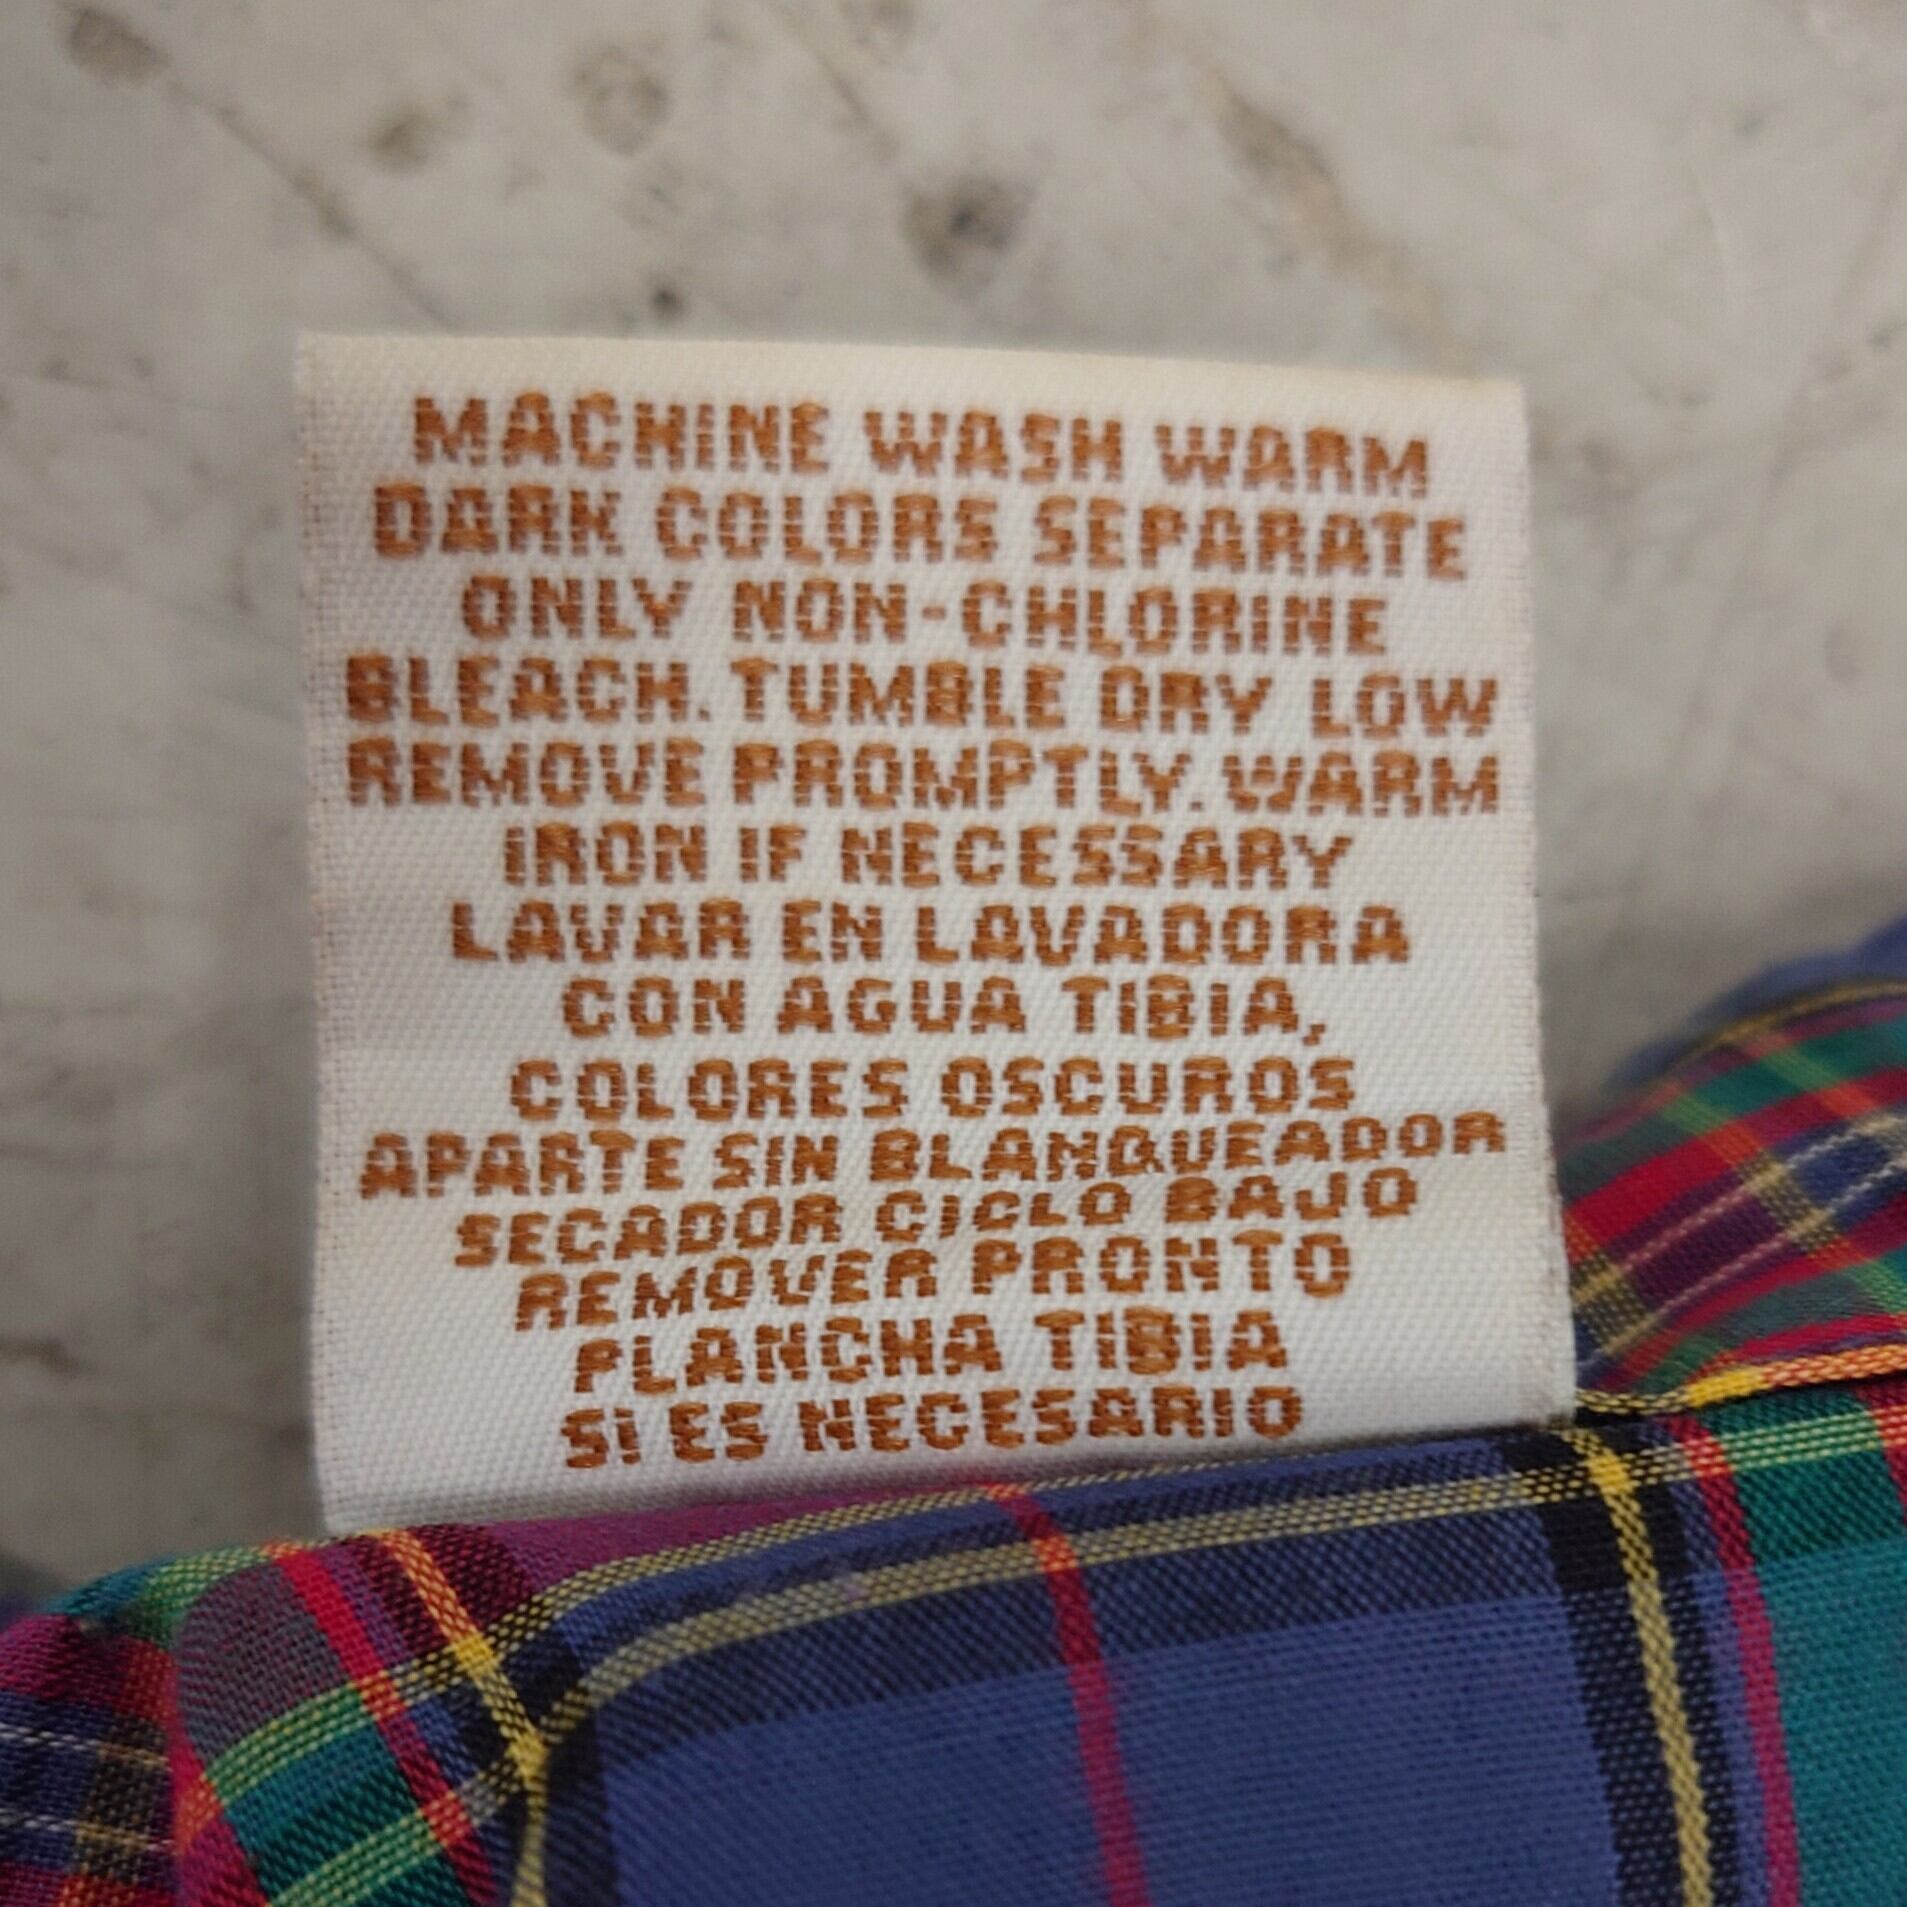 MACHINE WASH WARM
DARK COLORS SEPARATE
ONLY NON-CHLORINE
BLEACH. TUMBLE DRY LOW
REMOVE PROMPTLY. WARM
IRON IF NECESSARY
LAVAR EN LAVADORA
CON AGUA TIBIA,
COLORES OSCUROS
APARTE SIN BLANQUEADOR
SECADOR CICLO BAJO
REMOVER PRONTO
PLANCHA TIBIA
SI ES NECESARIO